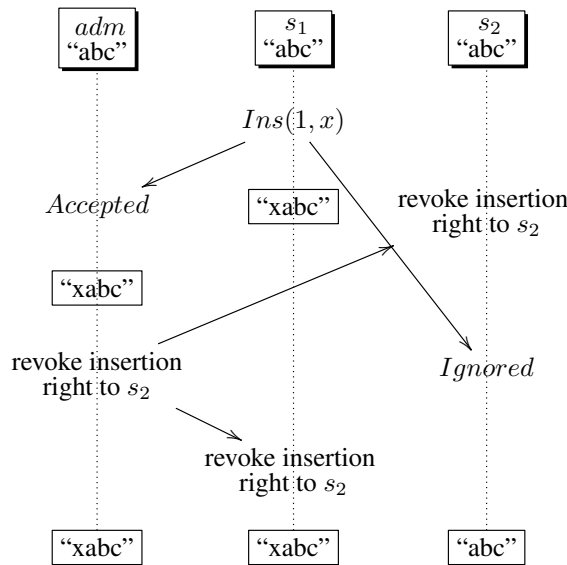 adm
“abc”
s₁
“abc”
s₂
“abc”
Ins(1, x)
Accepted
“xabc”
revoke insertion
right to s₂
“xabc”
revoke insertion
right to s₂
Ignored
revoke insertion
right to s₂
“xabc”
“xabc”
“abc”